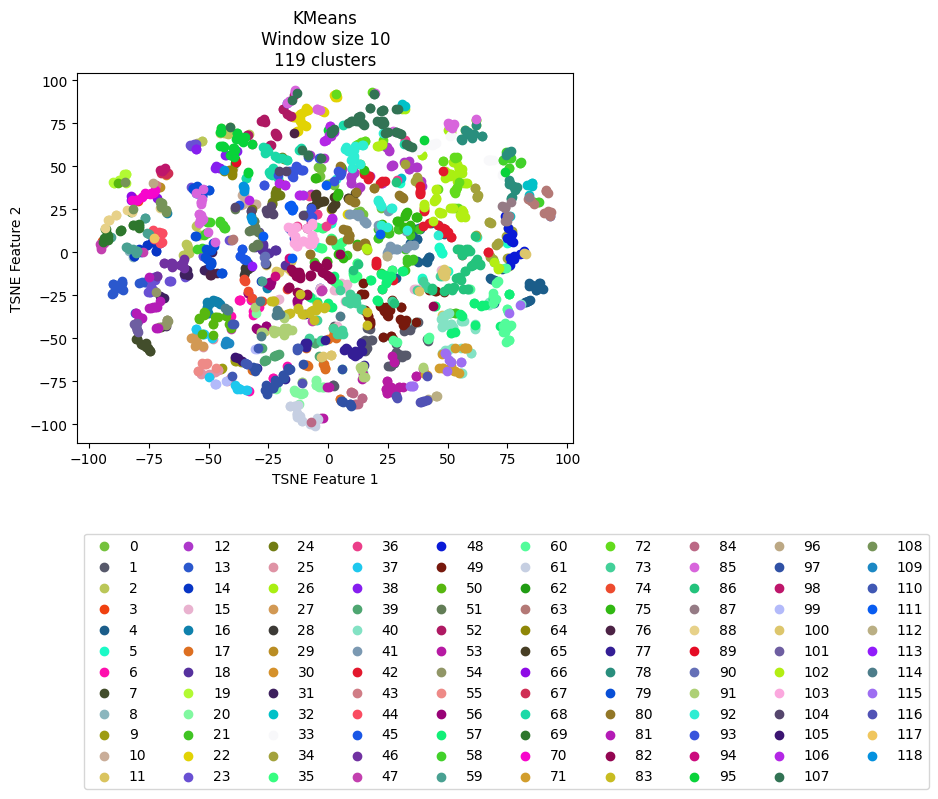 KMeans
Window size 10
119 clusters
100
75
50
25
0
−25
−50
−75
−100
TSNE Feature 2
−100 −75 −50 −25 0 25 50 75 100
TSNE Feature 1
0 12 24 36 48 60 72 84 96 108
1 13 25 37 49 61 73 85 97 109
2 14 26 38 50 62 74 86 98 110
3 15 27 39 51 63 75 87 99 111
4 16 28 40 52 64 76 88 100 112
5 17 29 41 53 65 77 89 101 113
6 18 30 42 54 66 78 90 102 114
7 19 31 43 55 67 79 91 103 115
8 20 32 44 56 68 80 92 104 116
9 21 33 45 57 69 81 93 105 117
10 22 34 46 58 70 82 94 106 118
11 23 35 47 59 71 83 95 107